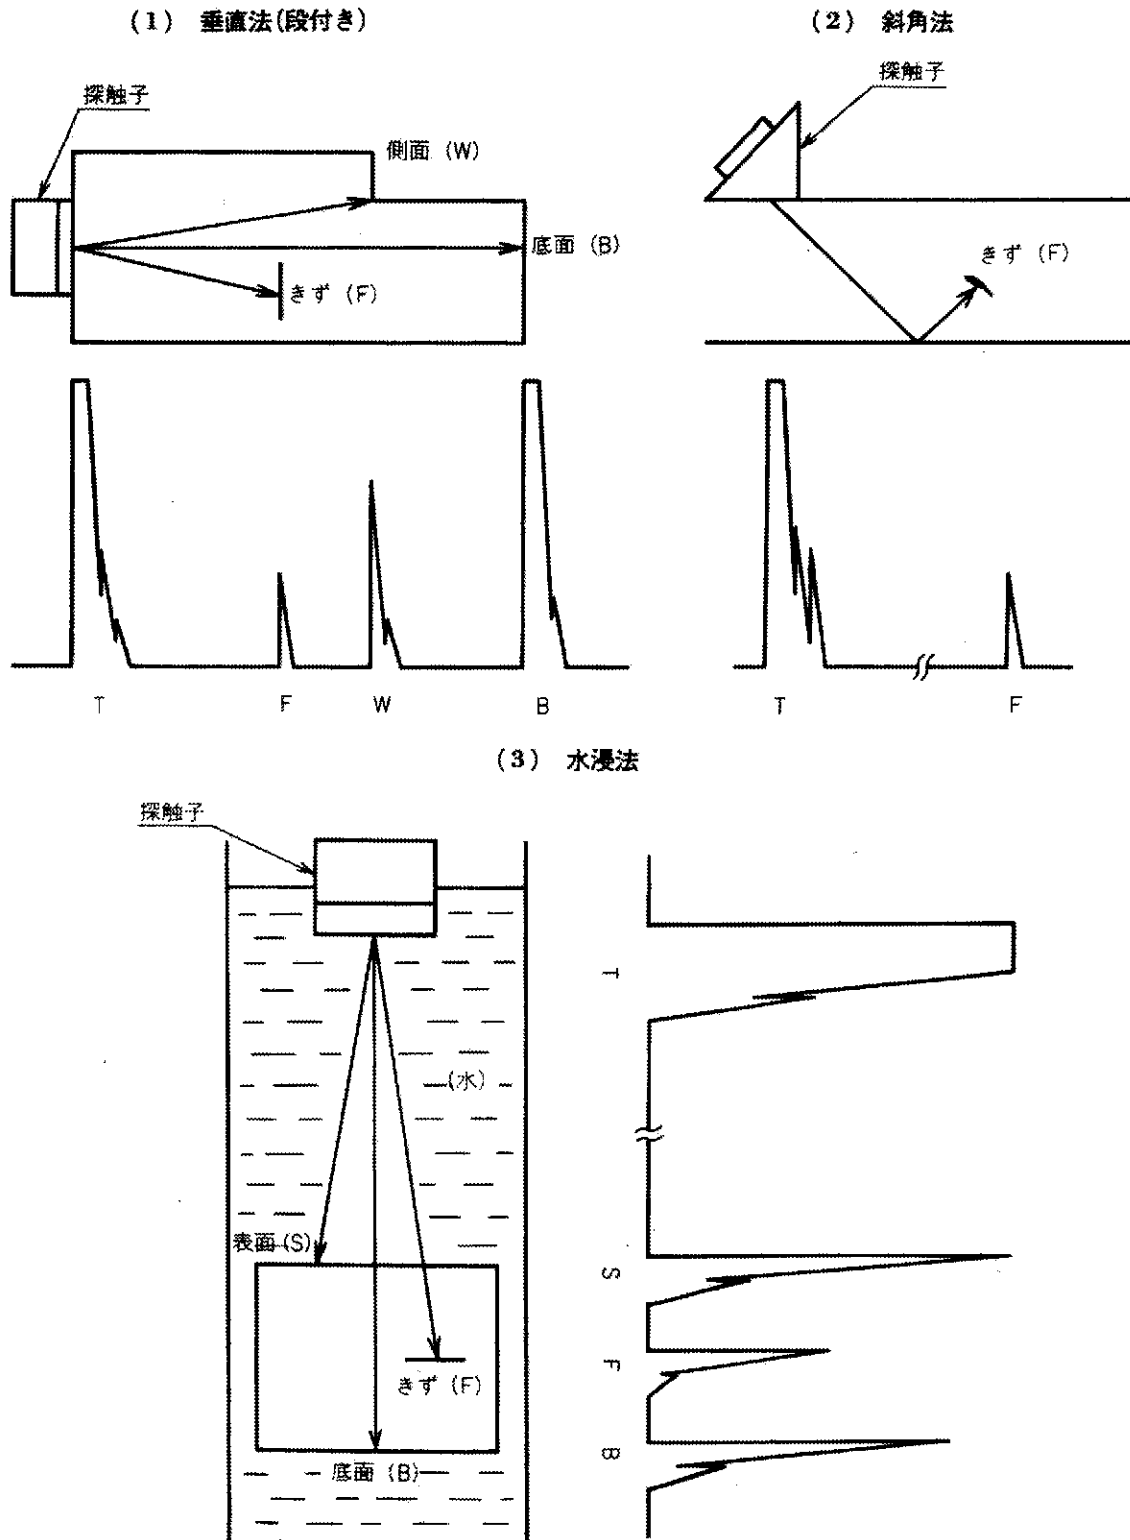 (1) 垂直法(段付き)
(2) 斜角法
探触子
探触子
側面 (W)
底面 (B)
きず (F)
きず (F)
T
F
W
B
T
F
(3) 水浸法
探触子
T
(水)
表面 (S)
S
きず (F)
F
底面 (B)
B